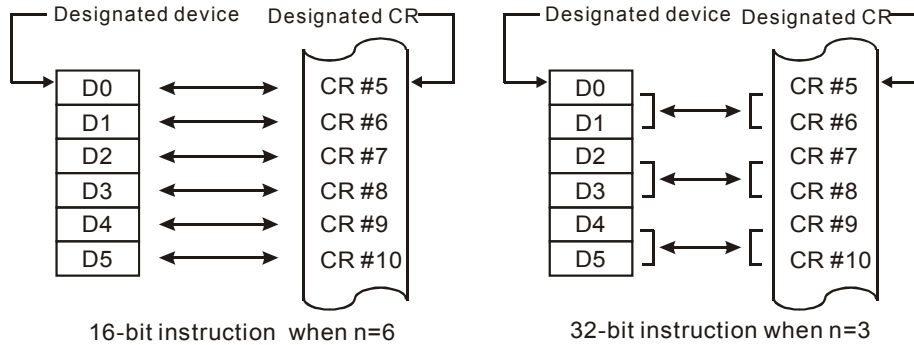 Designated device Designated CR
D0 CR #5
D1 CR #6
D2 CR #7
D3 CR #8
D4 CR #9
D5 CR #10
16-bit instruction when n=6
Designated device Designated CR
D0 CR #5
D1 CR #6
D2 CR #7
D3 CR #8
D4 CR #9
D5 CR #10
32-bit instruction when n=3